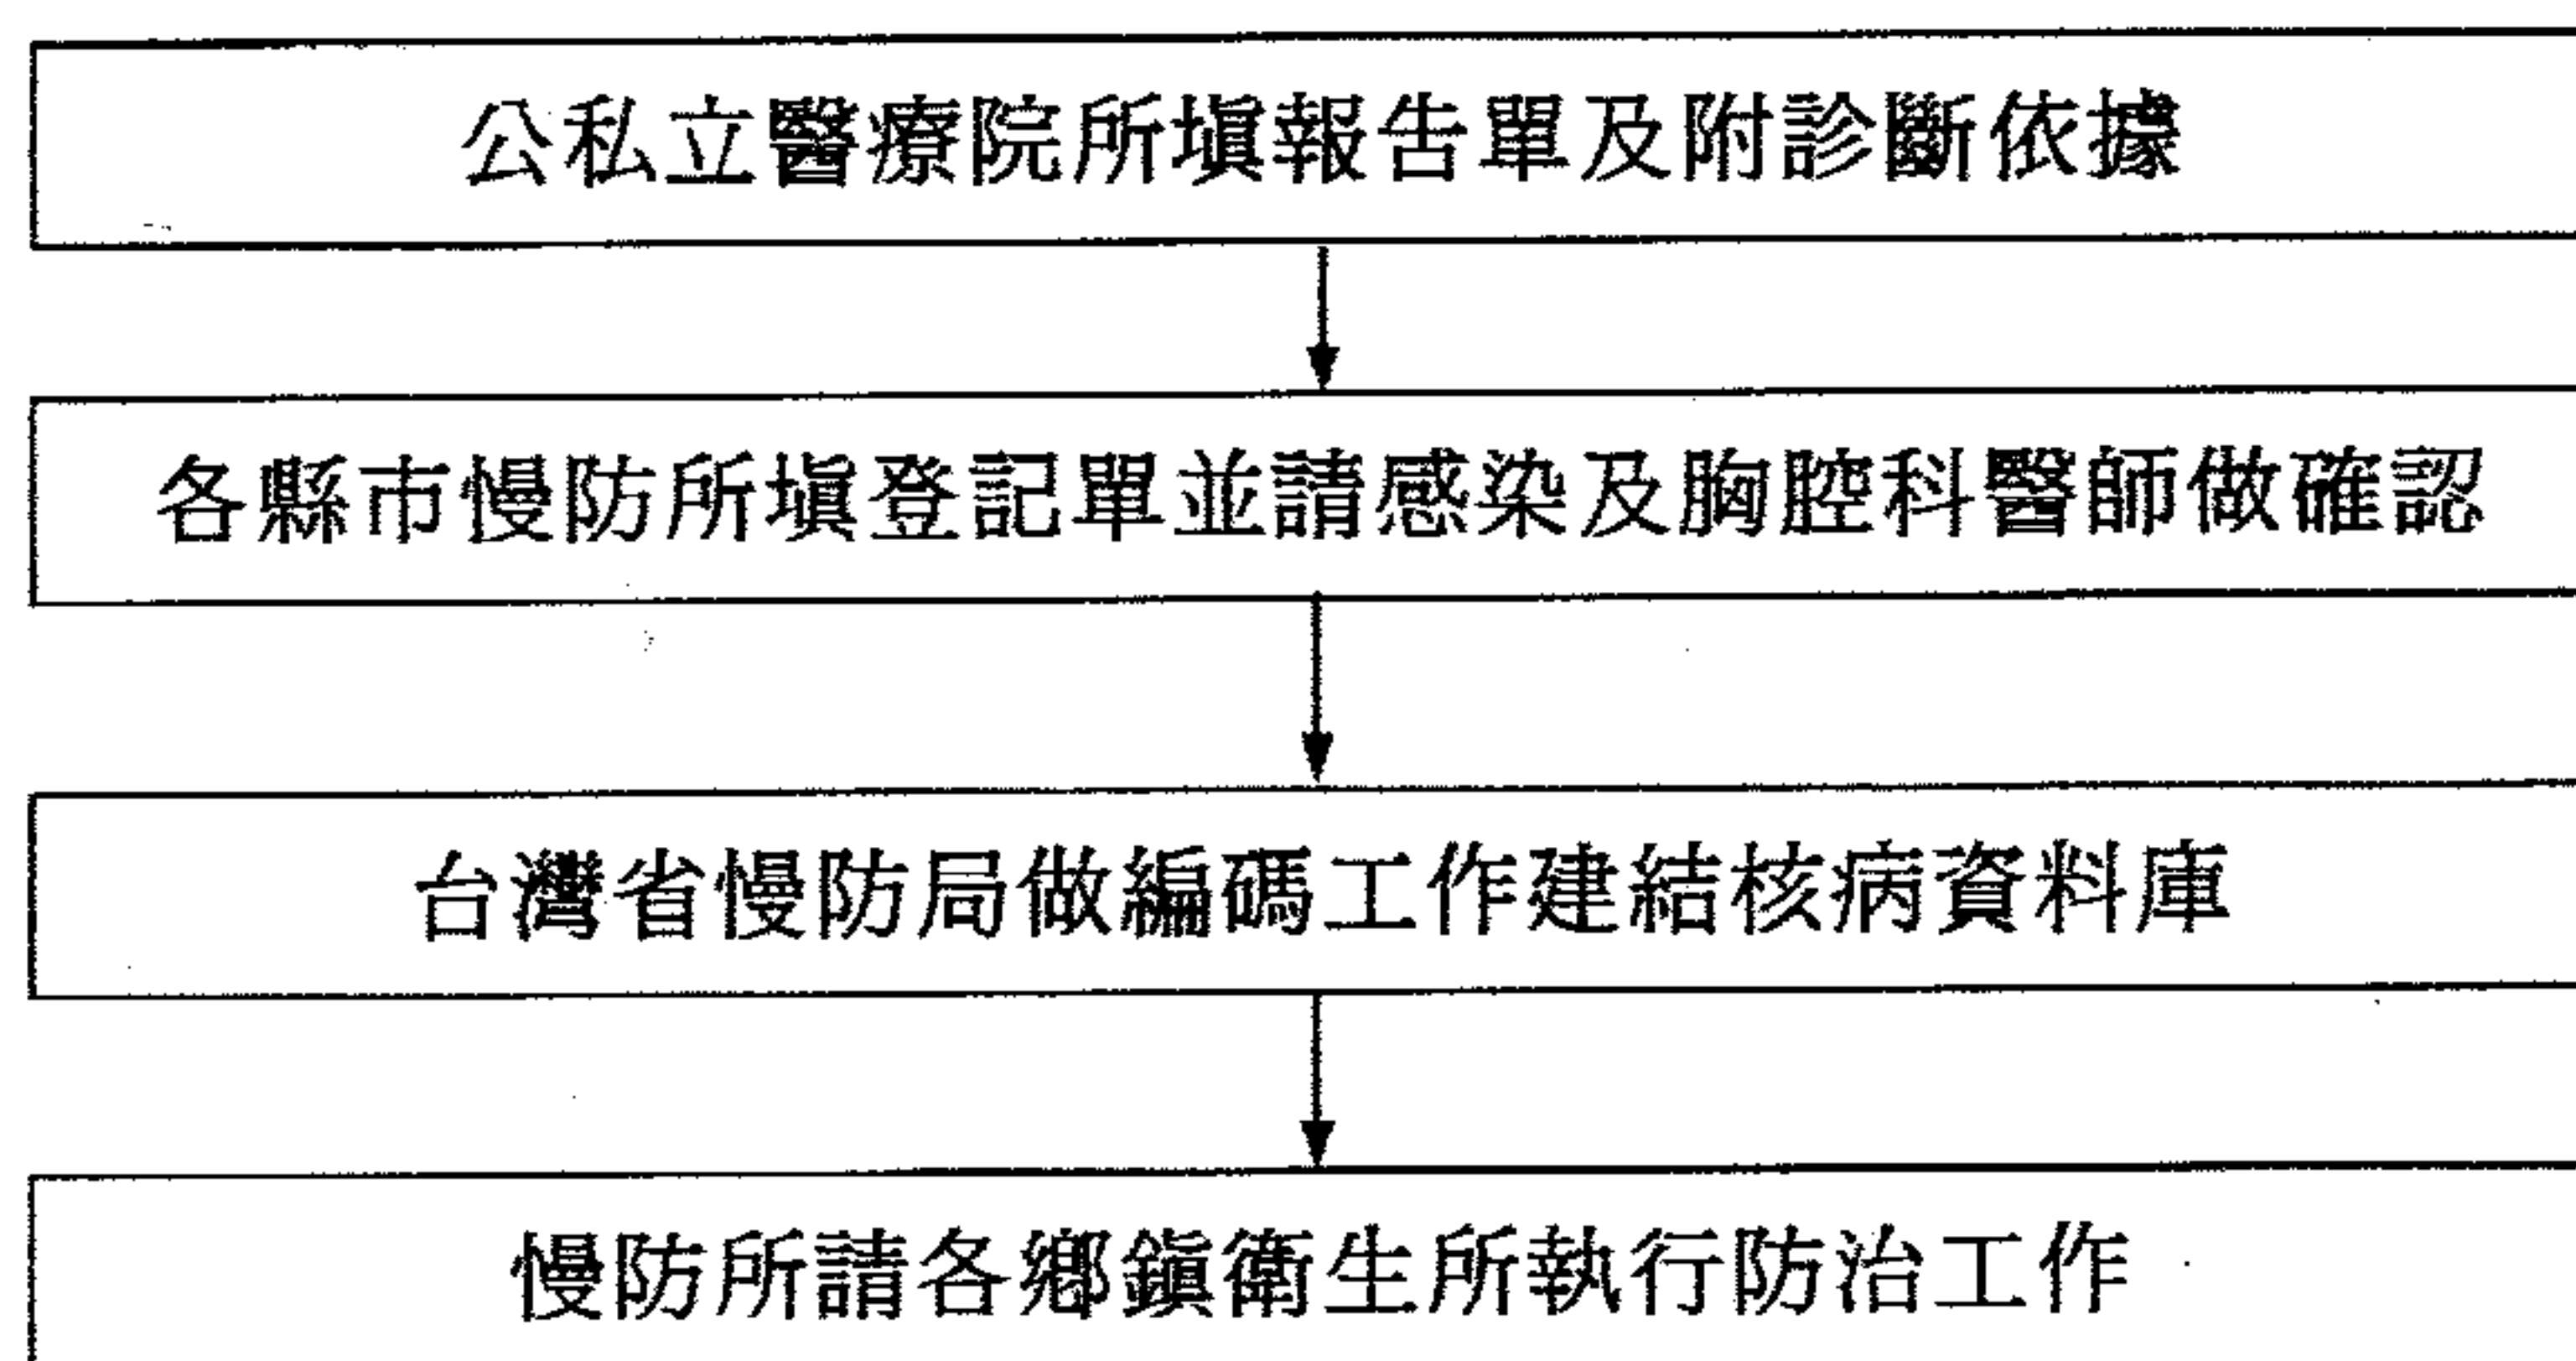 公私立醫療院所塡報告單及附診斷依據
各縣市慢防所塡登記單並請感染及胸腔科醫師做確認
台灣省慢防局做編碼工作建結核病資料庫
慢防所請各鄉鎭衛生所執行防治工作